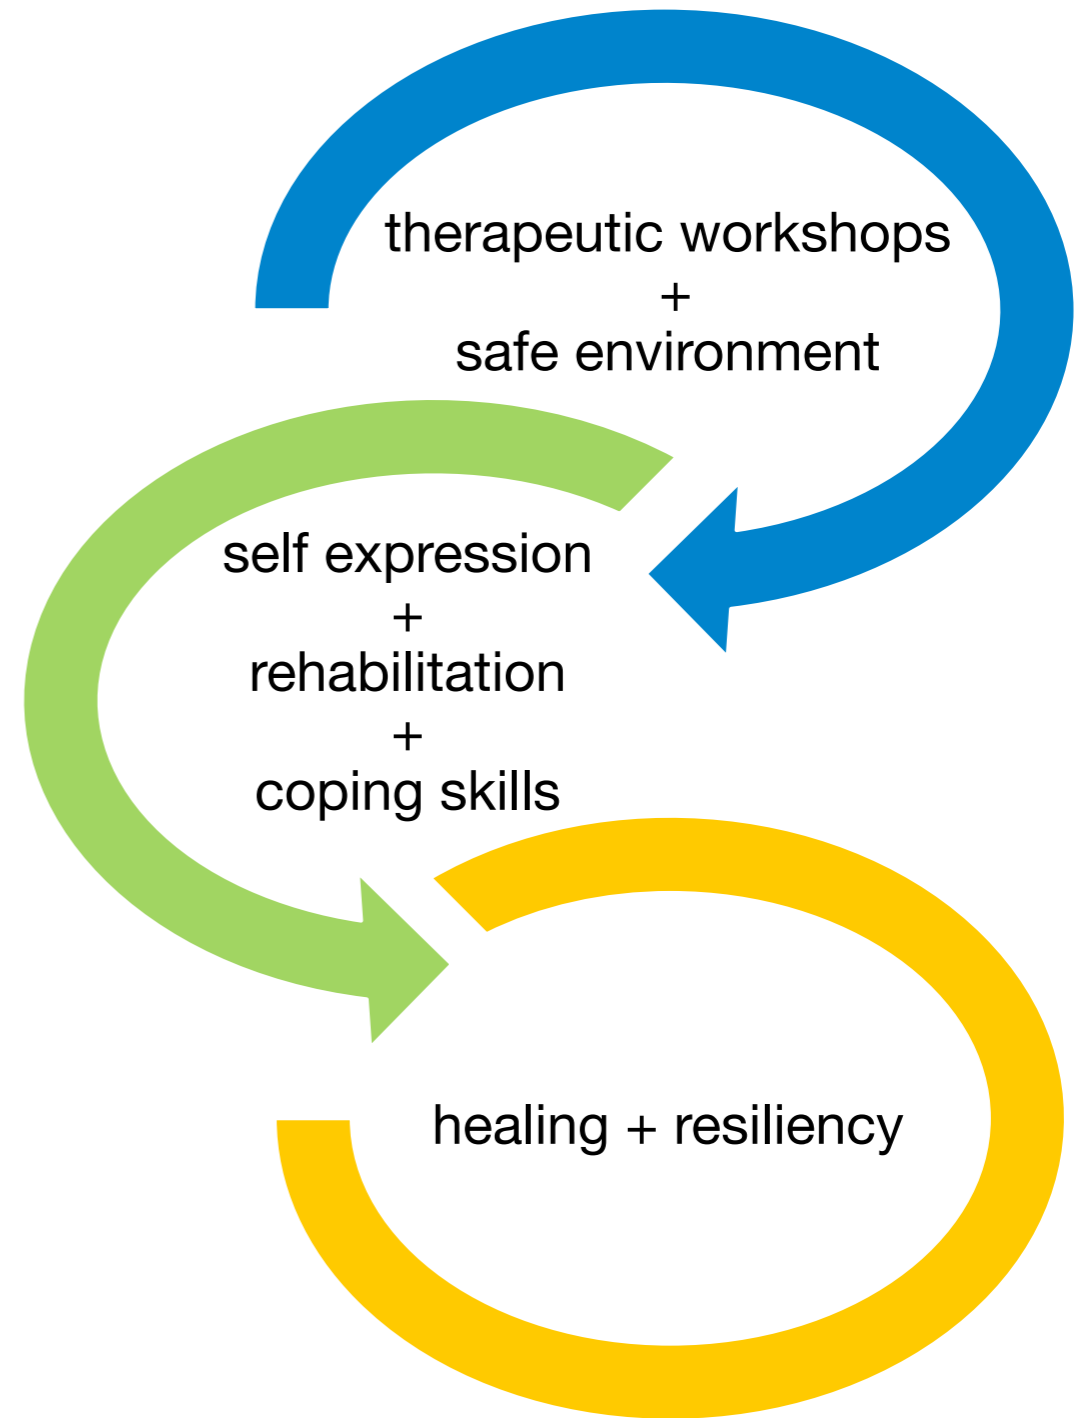 therapeutic workshops
+
safe environment
self expression
+
rehabilitation
+
coping skills
healing + resiliency